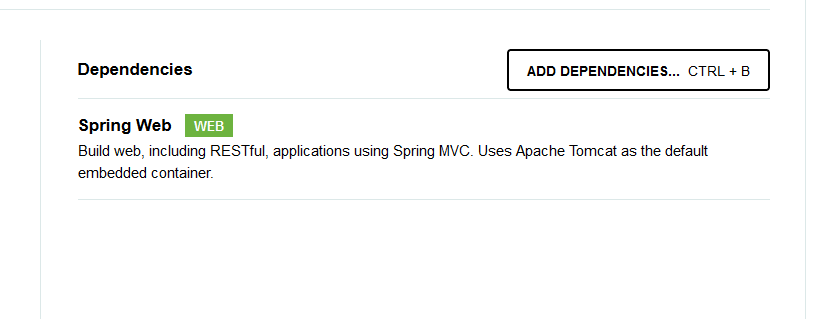 Dependencies
ADD DEPENDENCIES... CTRL + B
Spring Web WEB
Build web, including RESTful, applications using Spring MVC. Uses Apache Tomcat as the default
embedded container.